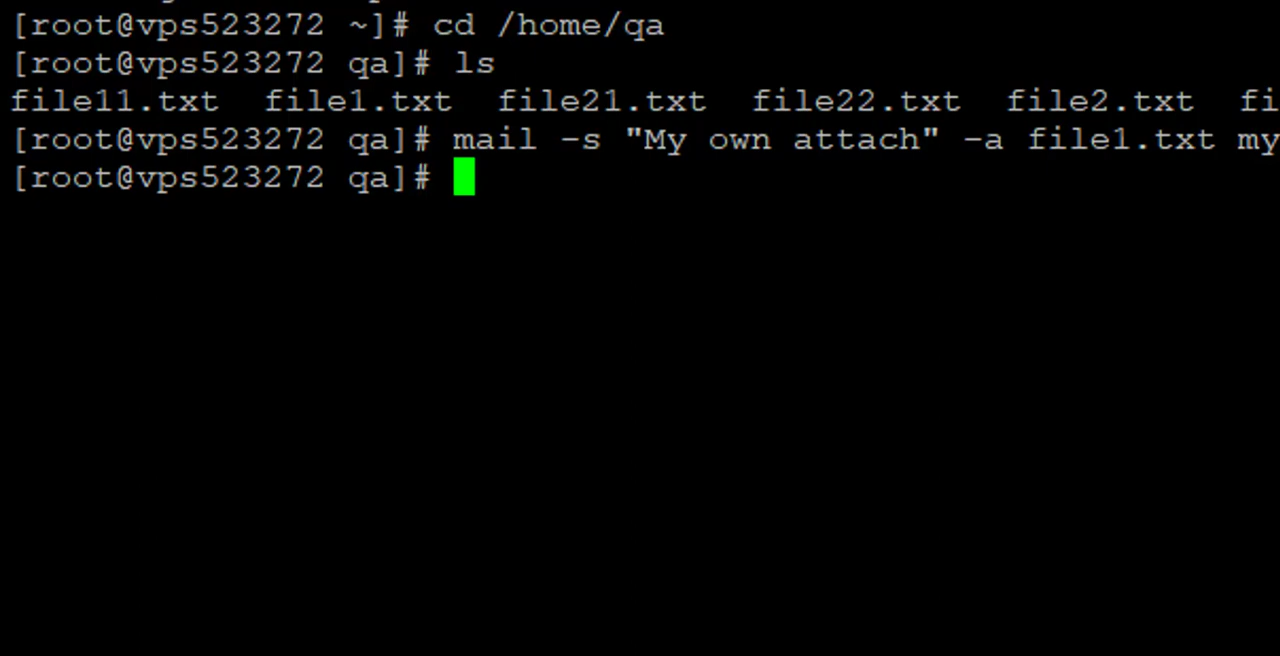 [root@vps523272 ~]# cd /home/qa
[root@vps523272 qa]# ls
file11.txt  file1.txt  file21.txt  file22.txt  file2.txt  fi
[root@vps523272 qa]# mail -s "My own attach" -a file1.txt my
[root@vps523272 qa]#